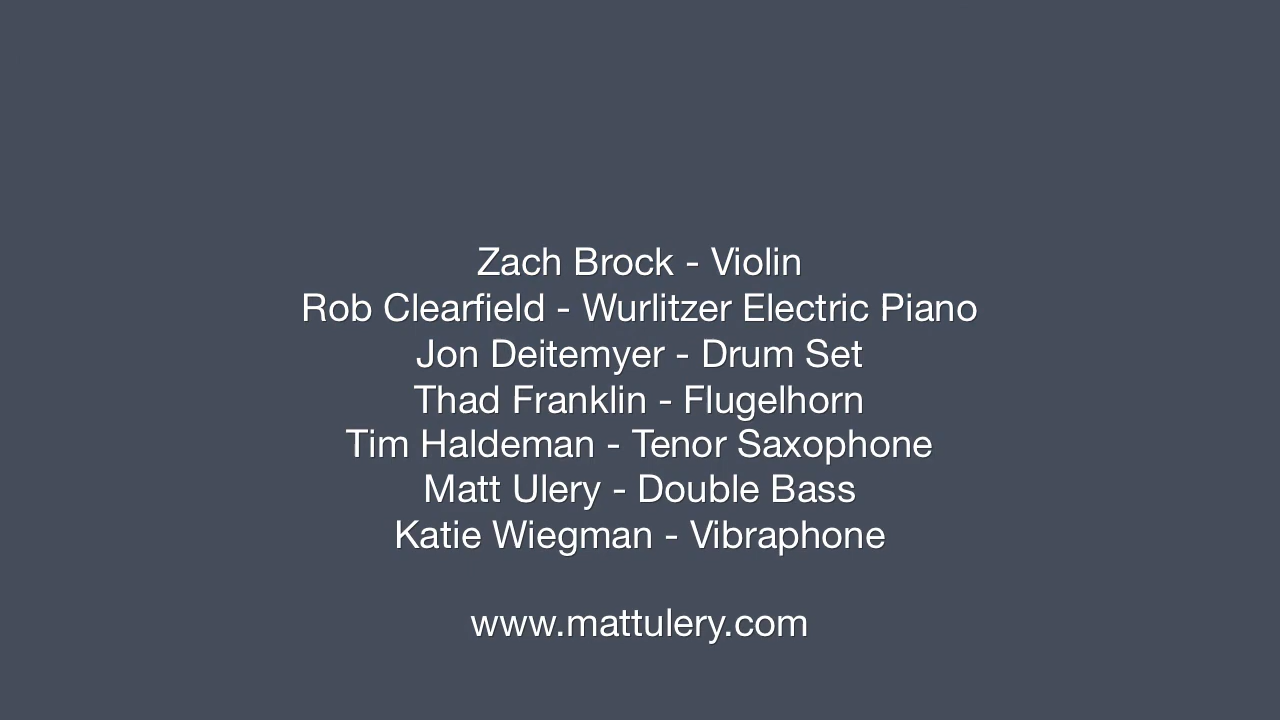 Zach Brock - Violin
Rob Clearfield - Wurlitzer Electric Piano
Jon Deitemyer - Drum Set
Thad Franklin - Flugelhorn
Tim Haldeman - Tenor Saxophone
Matt Ulery - Double Bass
Katie Wiegman - Vibraphone
www.mattulery.com